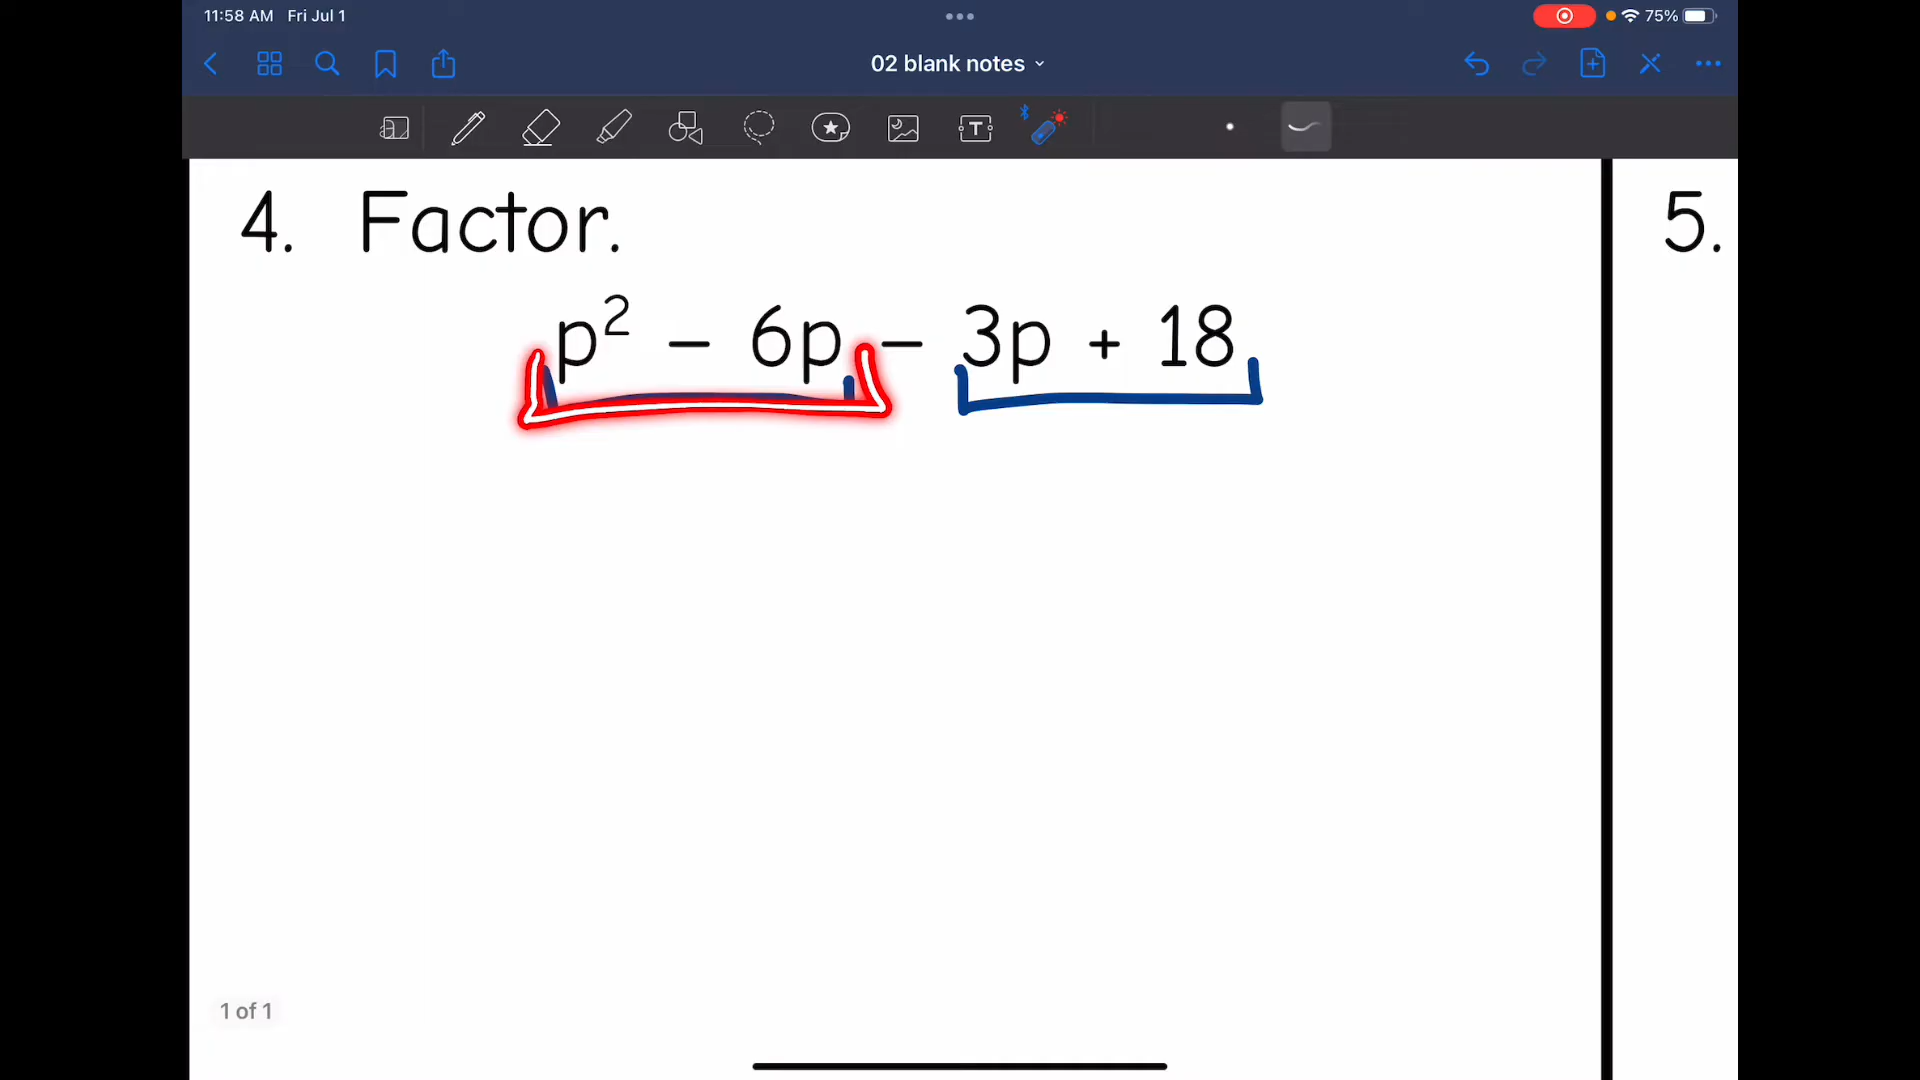 11:58 AM Fri Jul 1
75%
02 blank notes
T
4. Factor.
5.
p² – 6p – 3p + 18
1 of 1